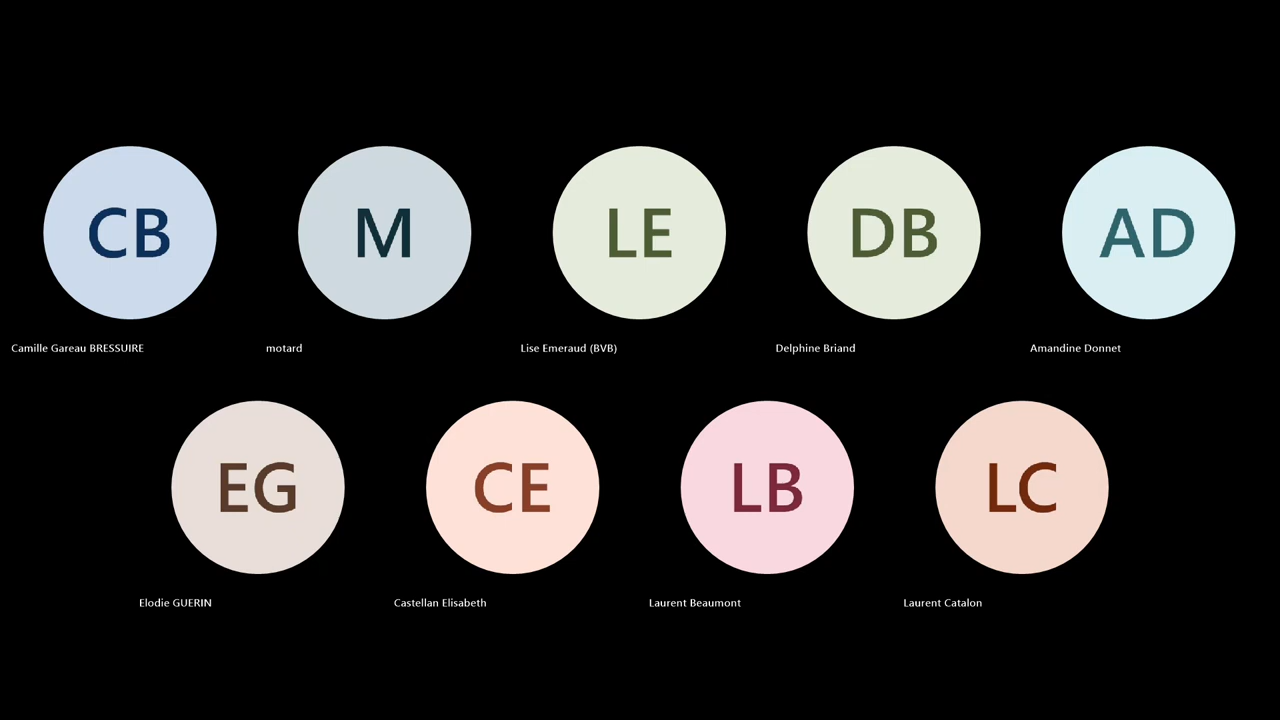 CB
M
LE
DB
AD
Camille Gareau BRESSUIRE
motard
Lise Emeraud (BVB)
Delphine Briand
Amandine Donnet
EG
CE
LB
LC
Elodie GUERIN
Castellan Elisabeth
Laurent Beaumont
Laurent Catalon